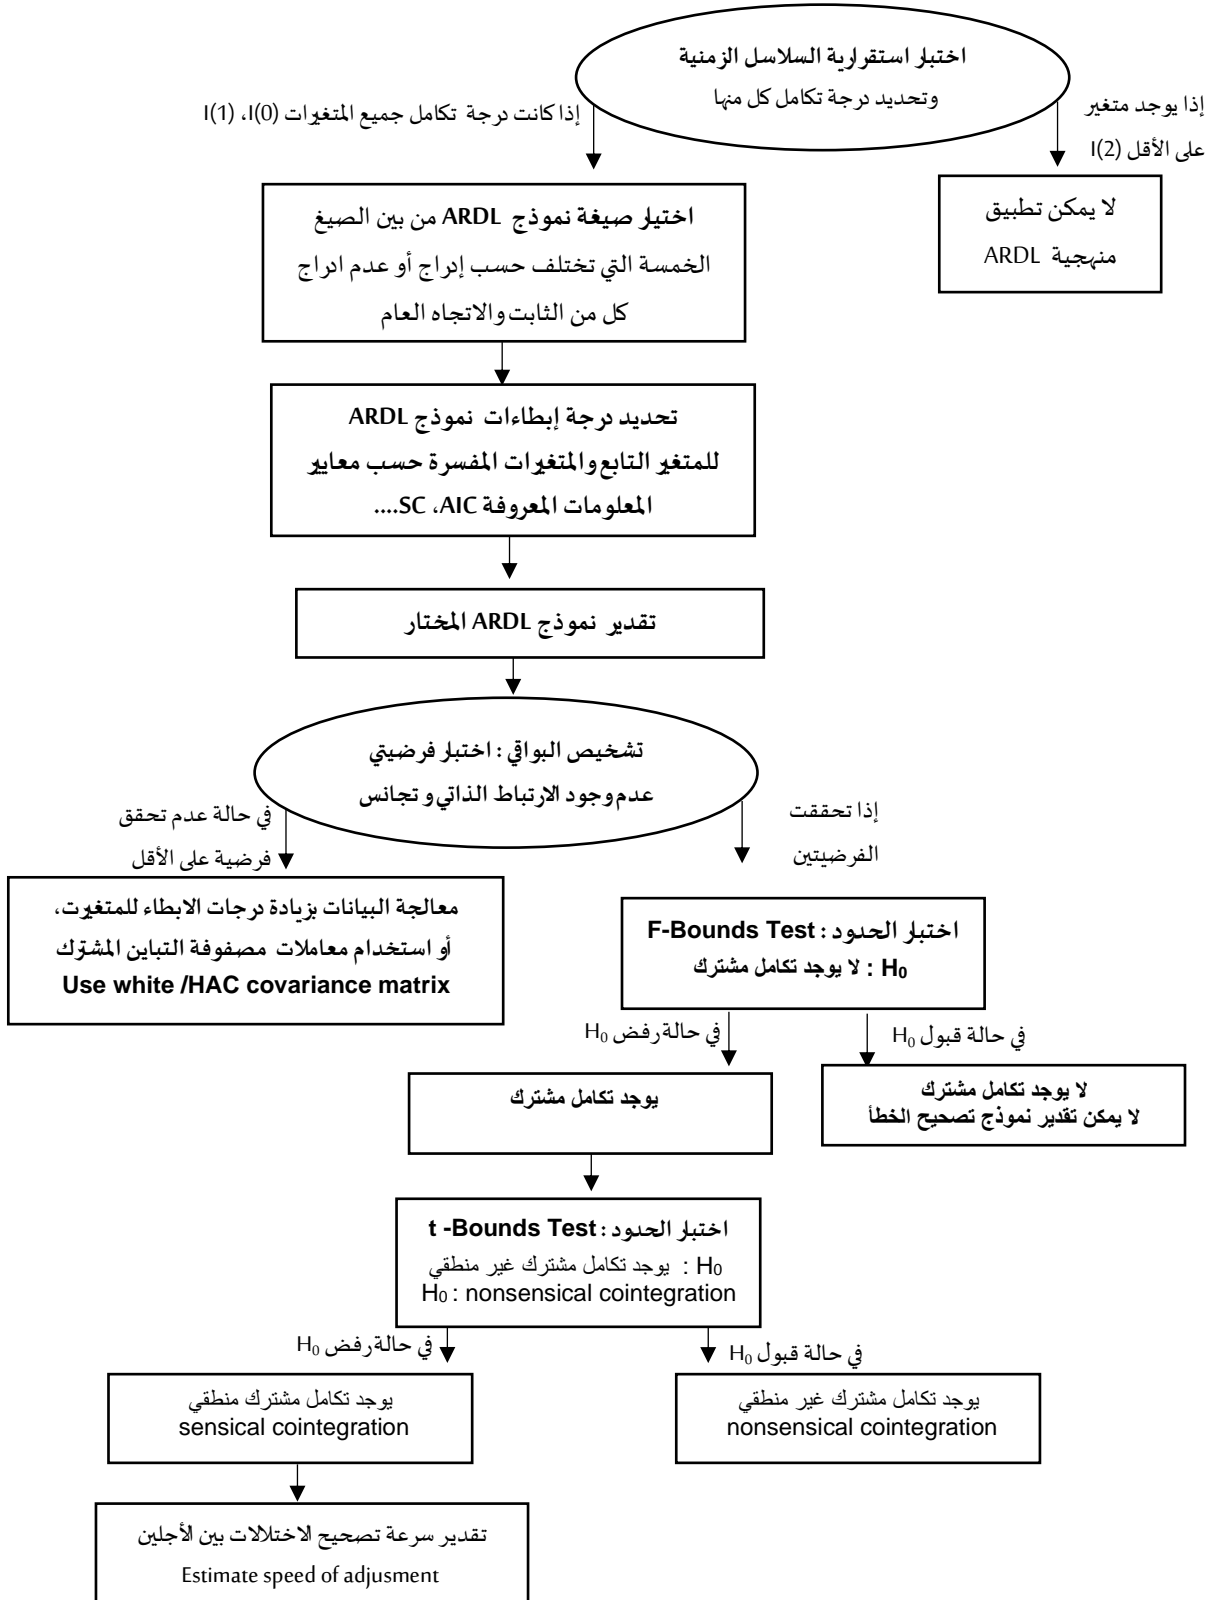 اختبار استقرارية السلاسل الزمنية
وتحديد درجة تكامل كل منها
إذا يوجد متغير
على الأقل I(2)
إذا كانت درجة تكامل جميع المتغيرات I(0)، I(1)
لا يمكن تطبيق
منهجية ARDL
اختيار صيغة نموذج ARDL من بين الصيغ
الخمسة التي تختلف حسب إدراج أو عدم ادراج
كل من الثابت والاتجاه العام
تحديد درجة إبطاءات نموذج ARDL
للمتغير التابع والمتغيرات المفسرة حسب معايير
المعلومات المعروفة SC ،AIC....
تقدير نموذج ARDL المختار
تشخيص البواقي : اختبار فرضيتي
عدم وجود الارتباط الذاتي و تجانس
إذا تحققت
الفرضيتين
في حالة عدم تحقق
فرضية على الأقل
معالجة البيانات بزيادة درجات الابطاء للمتغيرت،
أو استخدام معاملات مصفوفة التباين المشترك
Use white /HAC covariance matrix
اختبار الحدود : F-Bounds Test
H₀ : لا يوجد تكامل مشترك
في حالة قبول H₀
في حالة رفض H₀
لا يوجد تكامل مشترك
لا يمكن تقدير نموذج تصحيح الخطأ
يوجد تكامل مشترك
اختبار الحدود : t -Bounds Test
H₀ : يوجد تكامل مشترك غير منطقي
H₀ : nonsensical cointegration
في حالة قبول H₀
في حالة رفض H₀
يوجد تكامل مشترك غير منطقي
nonsensical cointegration
يوجد تكامل مشترك منطقي
sensical cointegration
تقدير سرعة تصحيح الاختلالات بين الأجلين
Estimate speed of adjusment